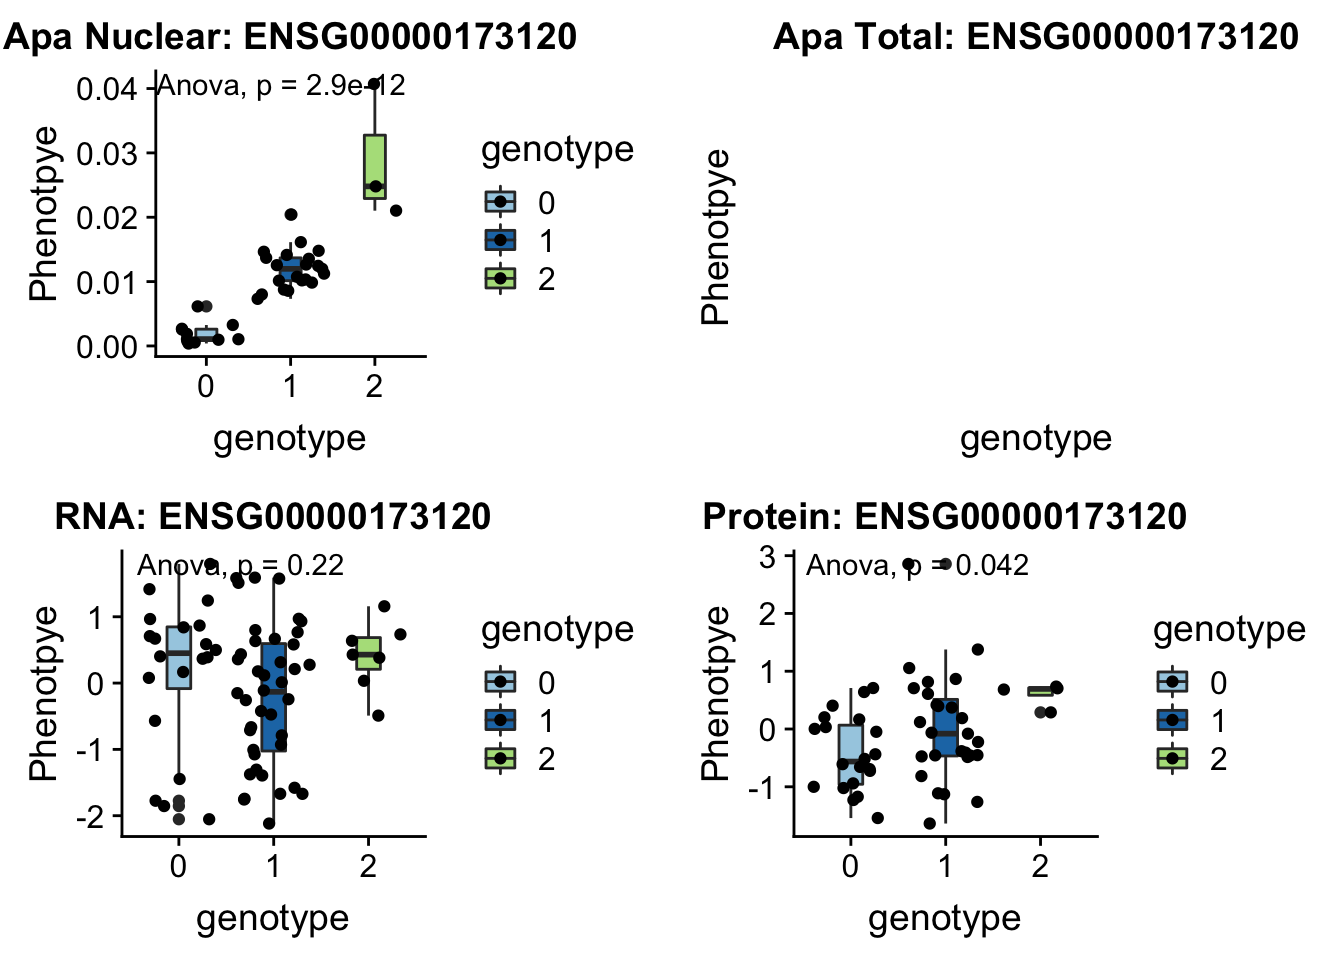 Apa Nuclear: ENSG00000173120
Anova, p = 2.9e-12
Phenotpye
0.04
0.03
0.02
0.01
0.00
0
1
2
genotype
genotype
0
1
2
Apa Total: ENSG00000173120
Phenotpye
genotype
RNA: ENSG00000173120
Anova, p = 0.22
Phenotpye
1
0
-1
-2
0
1
2
genotype
genotype
0
1
2
Protein: ENSG00000173120
Anova, p = 0.042
Phenotpye
3
2
1
0
-1
0
1
2
genotype
genotype
0
1
2